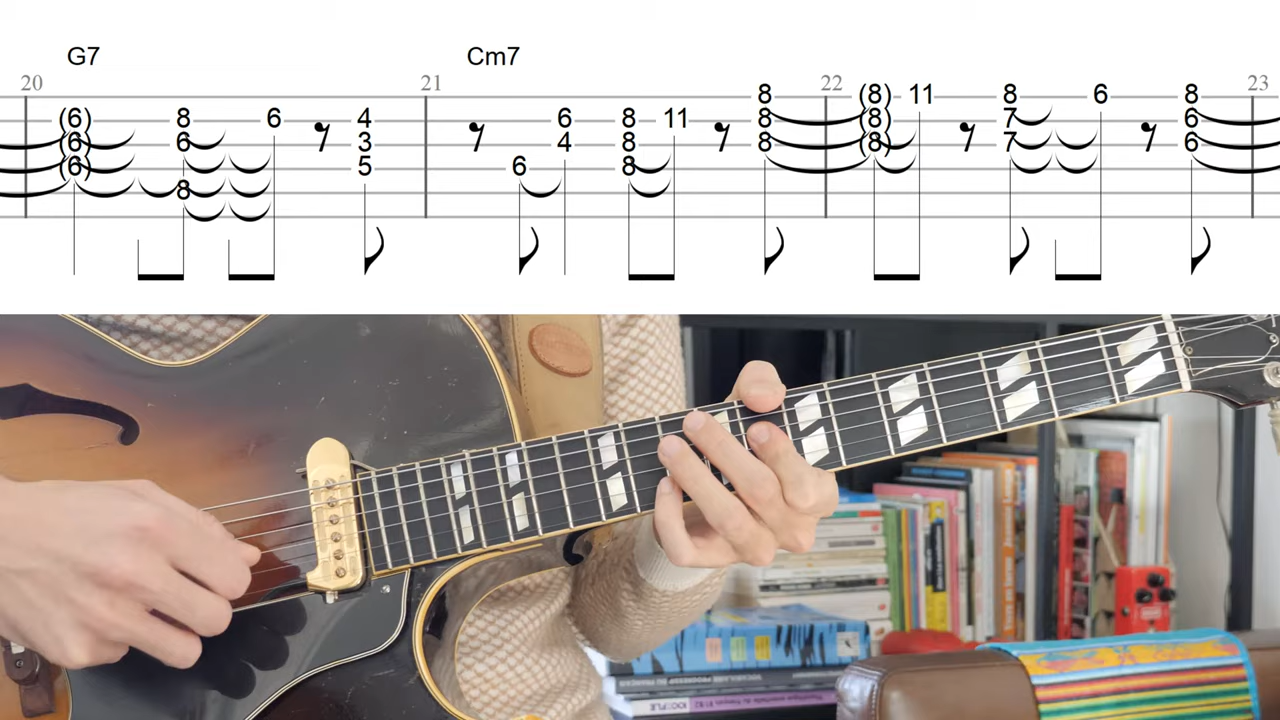 G7 Cm7
20 21 22 23
8 (8) 11 8 6 8
(6) 8 6 4 6 8 11 8 (8) 7 6
(6) 6 3 4 8 8 (8) 7 6
(6) 5 6 8
8